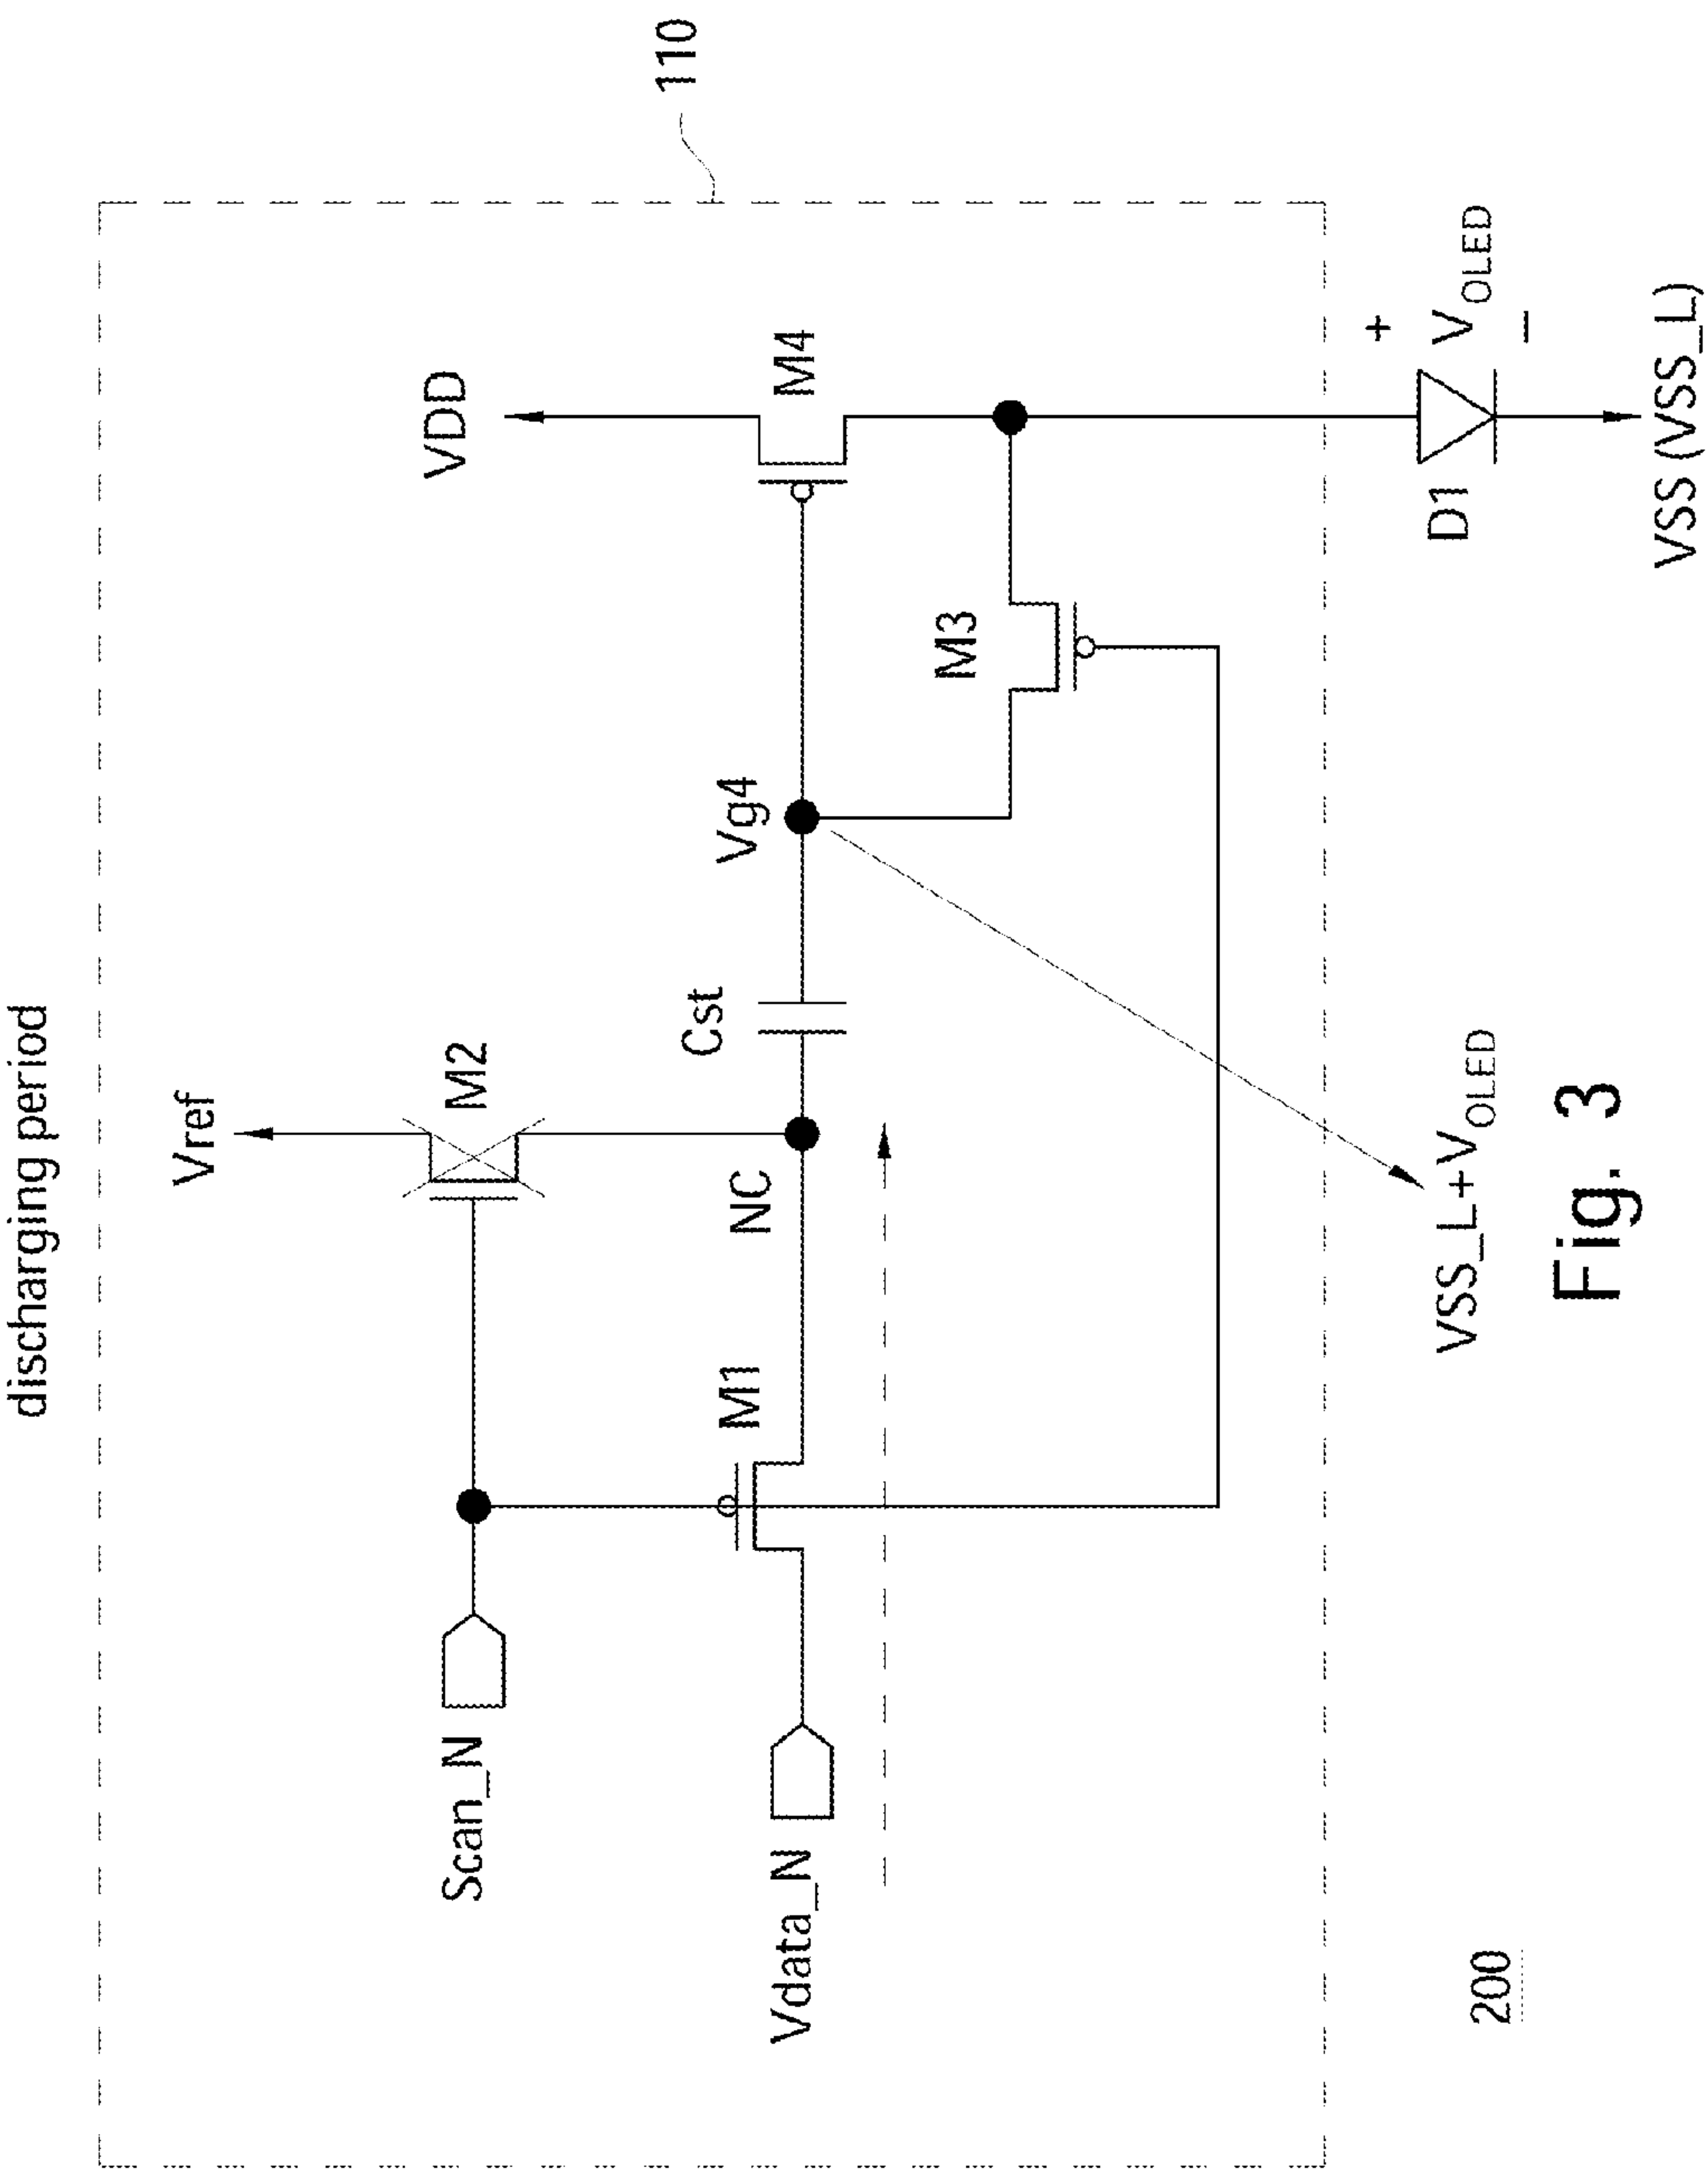 discharging period
110
Vref
VDD
M2
M4
Scan_N
Cst
Vg4
NC
M1
M3
Vdata_N
D1
+
VOLED
–
VSS (VSS_L)
VSS_L+VOLED
200
Fig. 3